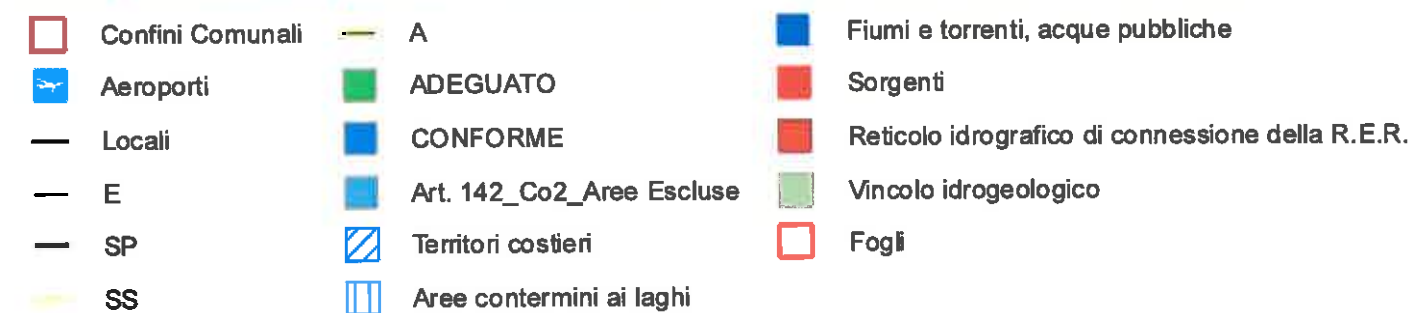 Confini Comunali
Aeroporti
Locali
E
SP
SS
A
ADEGUATO
CONFORME
Art. 142_Co2_Aree Escluse
Territori costieri
Aree contermini ai laghi
Fiumi e torrenti, acque pubbliche
Sorgenti
Reticolo idrografico di connessione della R.E.R.
Vincolo idrogeologico
Fogli